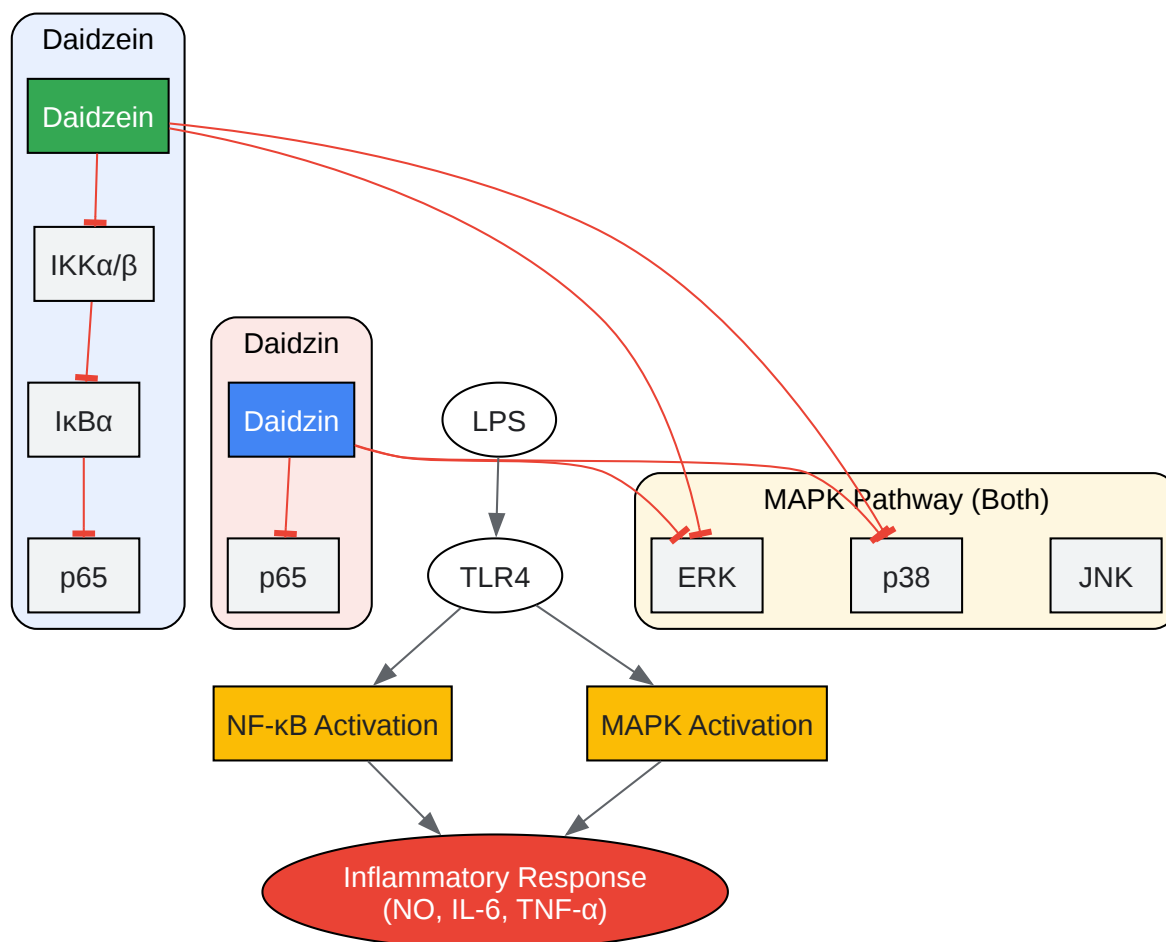 Daidzein
Daidzein
IKKα/β
IκBα
p65
Daidzin
Daidzin
p65
LPS
TLR4
MAPK Pathway (Both)
ERK
p38
JNK
NF-κB Activation
MAPK Activation
Inflammatory Response
(NO, IL-6, TNF-α)